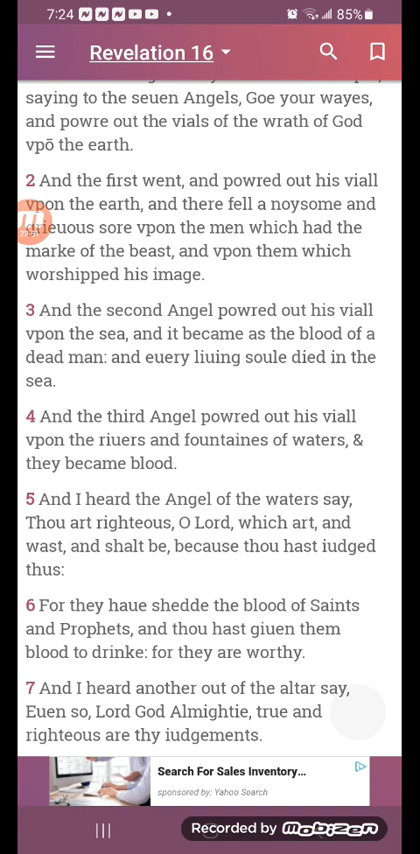 7:24
85%
Revelation 16
saying to the seuen Angels, Goe your wayes,
and powre out the vials of the wrath of God
vpō the earth.
2 And the first went, and powred out his viall
vpon the earth, and there fell a noysome and
grieuous sore vpon the men which had the
marke of the beast, and vpon them which
worshipped his image.
3 And the second Angel powred out his viall
vpon the sea, and it became as the blood of a
dead man: and euery liuing soule died in the
sea.
4 And the third Angel powred out his viall
vpon the riuers and fountaines of waters, &
they became blood.
5 And I heard the Angel of the waters say,
Thou art righteous, O Lord, which art, and
wast, and shalt be, because thou hast iudged
thus:
6 For they haue shedde the blood of Saints
and Prophets, and thou hast giuen them
blood to drinke: for they are worthy.
7 And I heard another out of the altar say,
Euen so, Lord God Almightie, true and
righteous are thy iudgements.
Search For Sales Inventory...
sponsored by: Yahoo Search
Recorded by mobizen